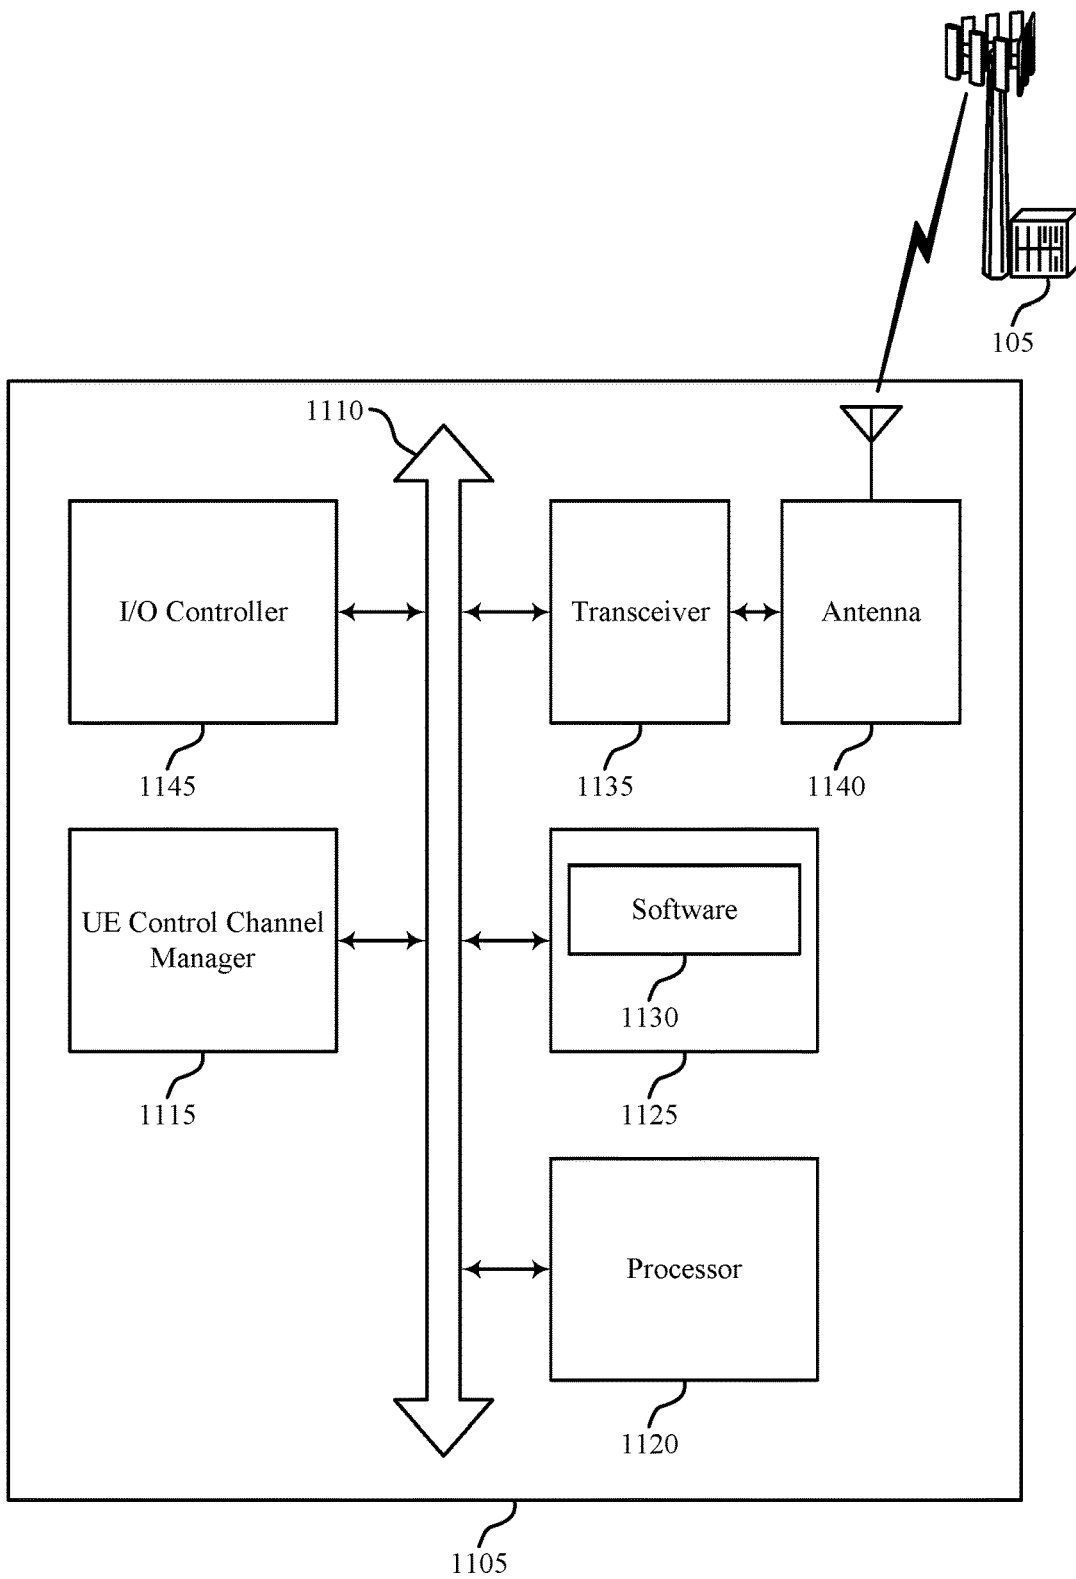 105
1110
I/O Controller
Transceiver
Antenna
1145
1135
1140
UE Control Channel
Manager
Software
1130
1115
1125
Processor
1120
1105